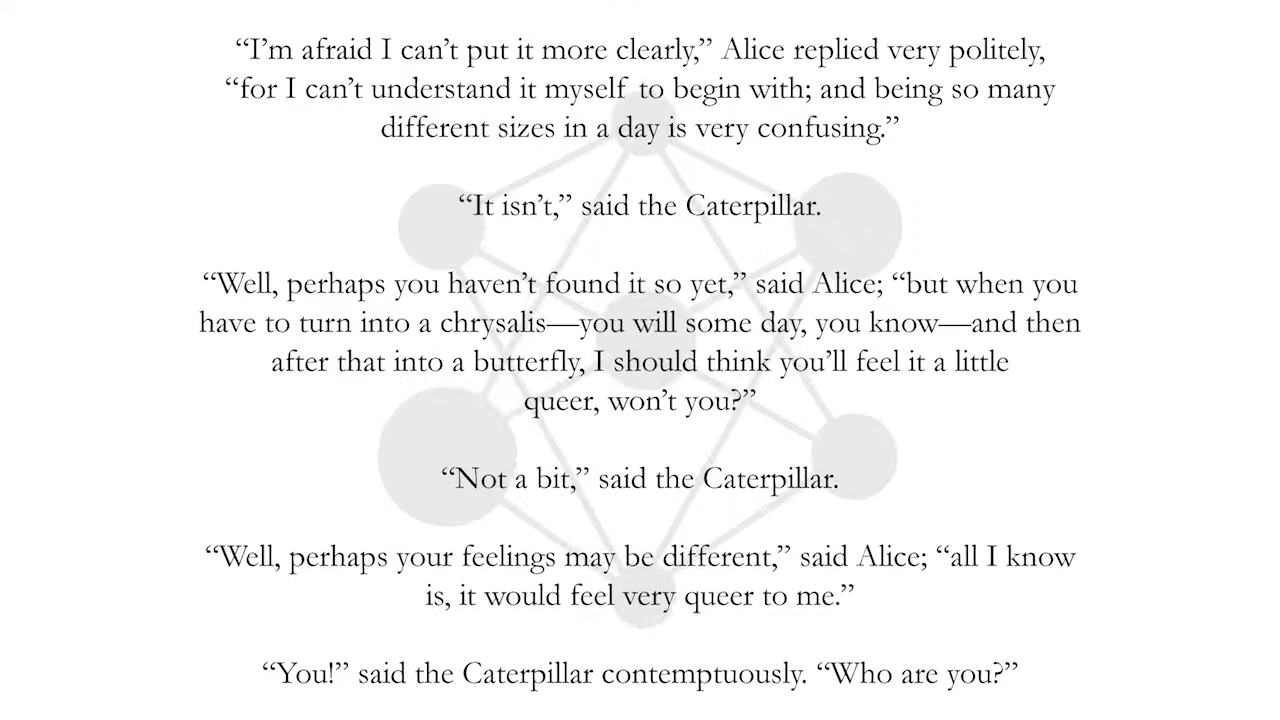 “I’m afraid I can’t put it more clearly,” Alice replied very politely,
“for I can’t understand it myself to begin with; and being so many
different sizes in a day is very confusing.”
“It isn’t,” said the Caterpillar.
“Well, perhaps you haven’t found it so yet,” said Alice; “but when you
have to turn into a chrysalis—you will some day, you know—and then
after that into a butterfly, I should think you’ll feel it a little
queer, won’t you?”
“Not a bit,” said the Caterpillar.
“Well, perhaps your feelings may be different,” said Alice; “all I know
is, it would feel very queer to me.”
“You!” said the Caterpillar contemptuously. “Who are you?”